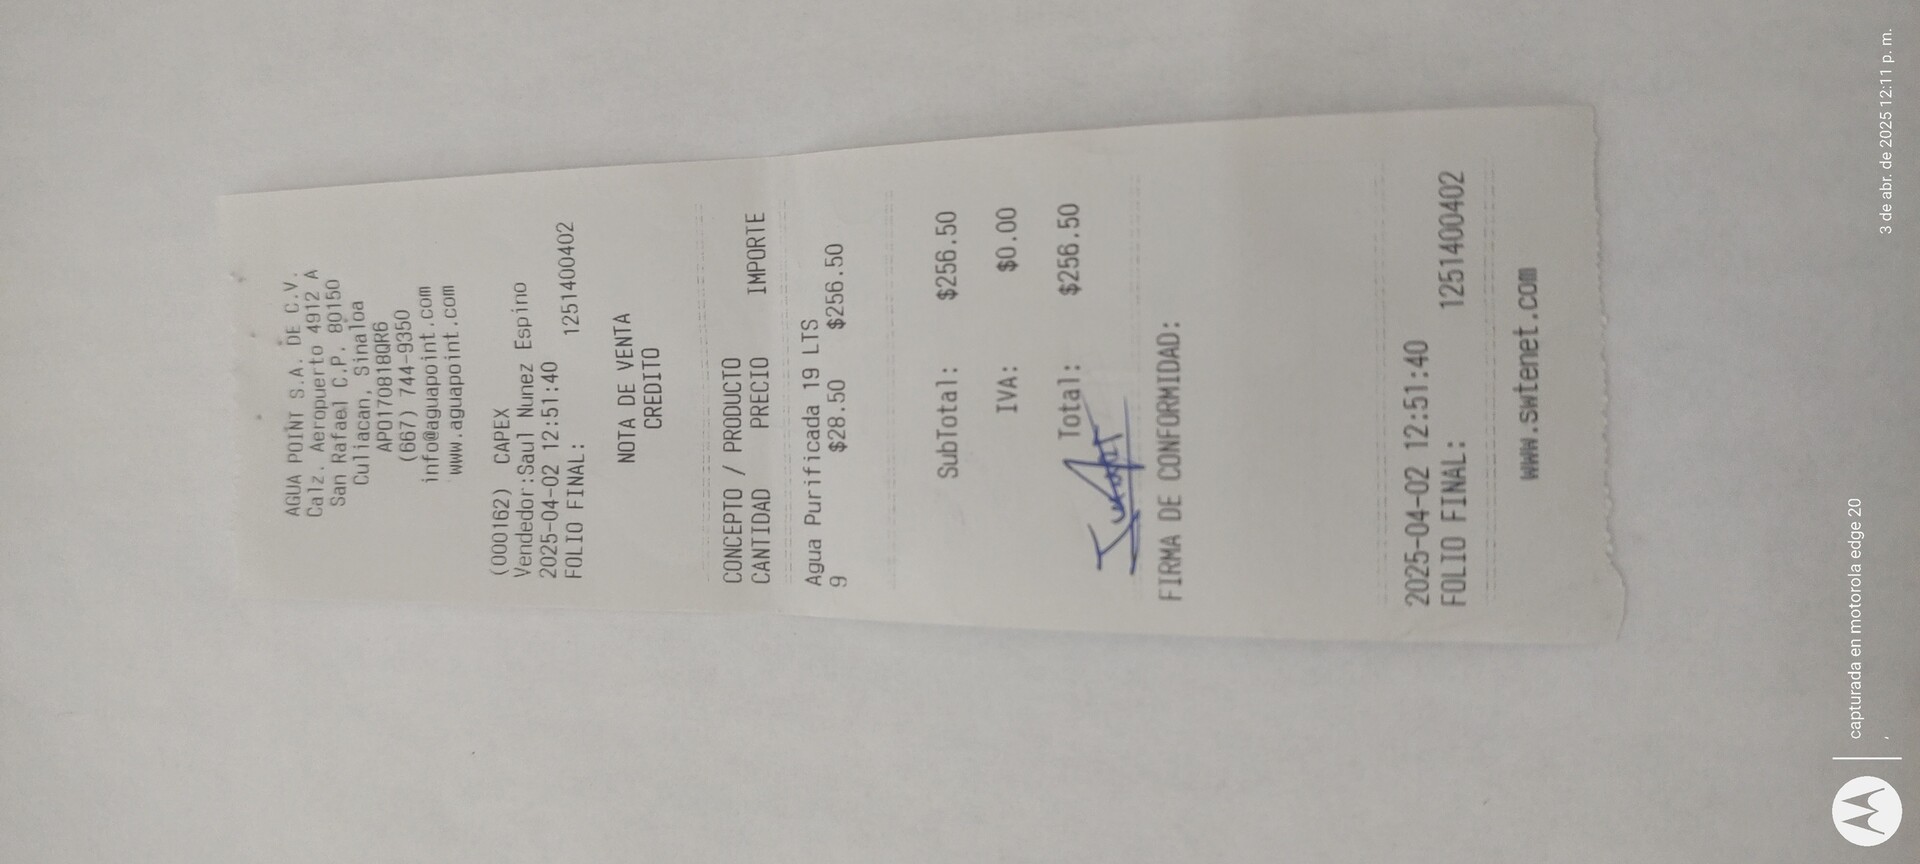 AGUA POINT S.A. DE C.V.
Calz. Aeropuerto 4912 A
San Rafael C.P. 80150
Culiacan, Sinaloa
APO170818QR6
(667) 744-9350
info@aguapoint.com
www.aguapoint.com
(000162) CAPEX
Vendedor:Saul Nunez Espino
2025-04-02 12:51:40
FOLIO FINAL: 1251400402
NOTA DE VENTA
CREDITO
CONCEPTO / PRODUCTO
CANTIDAD PRECIO IMPORTE
Agua Purificada 19 LTS
9 $28.50 $256.50
SubTotal: $256.50
IVA: $0.00
Total: $256.50
FIRMA DE CONFORMIDAD:
2025-04-02 12:51:40
FOLIO FINAL: 1251400402
www.swtenet.com
capturada en motorola edge 20
3 de abr. de 2025 12:11 p. m.